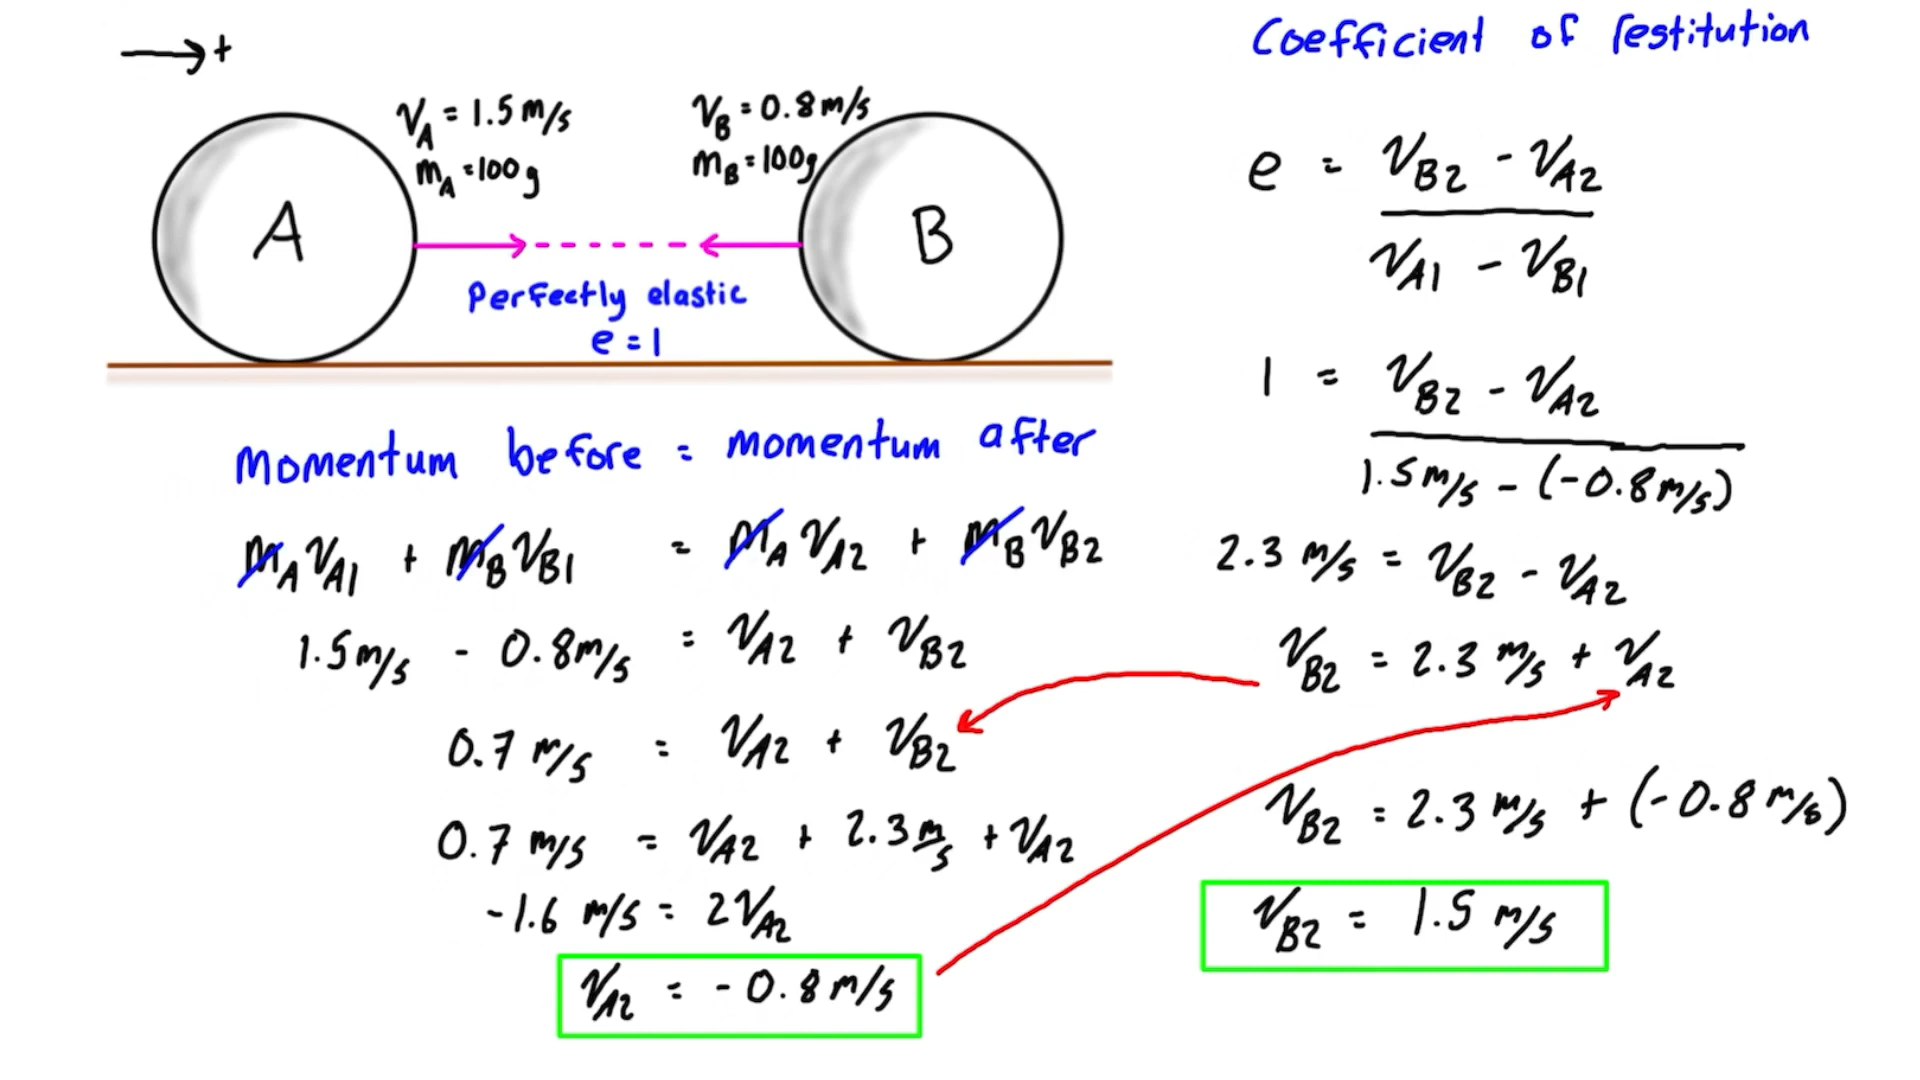 → +
V_A = 1.5 m/s
m_A = 100g
V_B = 0.8 m/s
m_B = 100g
A
B
Perfectly elastic
e = 1
Momentum before = momentum after
m_A V_A1 + m_B V_B1 = m_A V_A2 + m_B V_B2
1.5 m/s - 0.8 m/s = V_A2 + V_B2
0.7 m/s = V_A2 + V_B2
0.7 m/s = V_A2 + 2.3 m/s + V_A2
-1.6 m/s = 2V_A2
V_A2 = -0.8 m/s
Coefficient of restitution
e = (V_B2 - V_A2) / (V_A1 - V_B1)
1 = (V_B2 - V_A2) / (1.5 m/s - (-0.8 m/s))
2.3 m/s = V_B2 - V_A2
V_B2 = 2.3 m/s + V_A2
V_B2 = 2.3 m/s + (-0.8 m/s)
V_B2 = 1.5 m/s